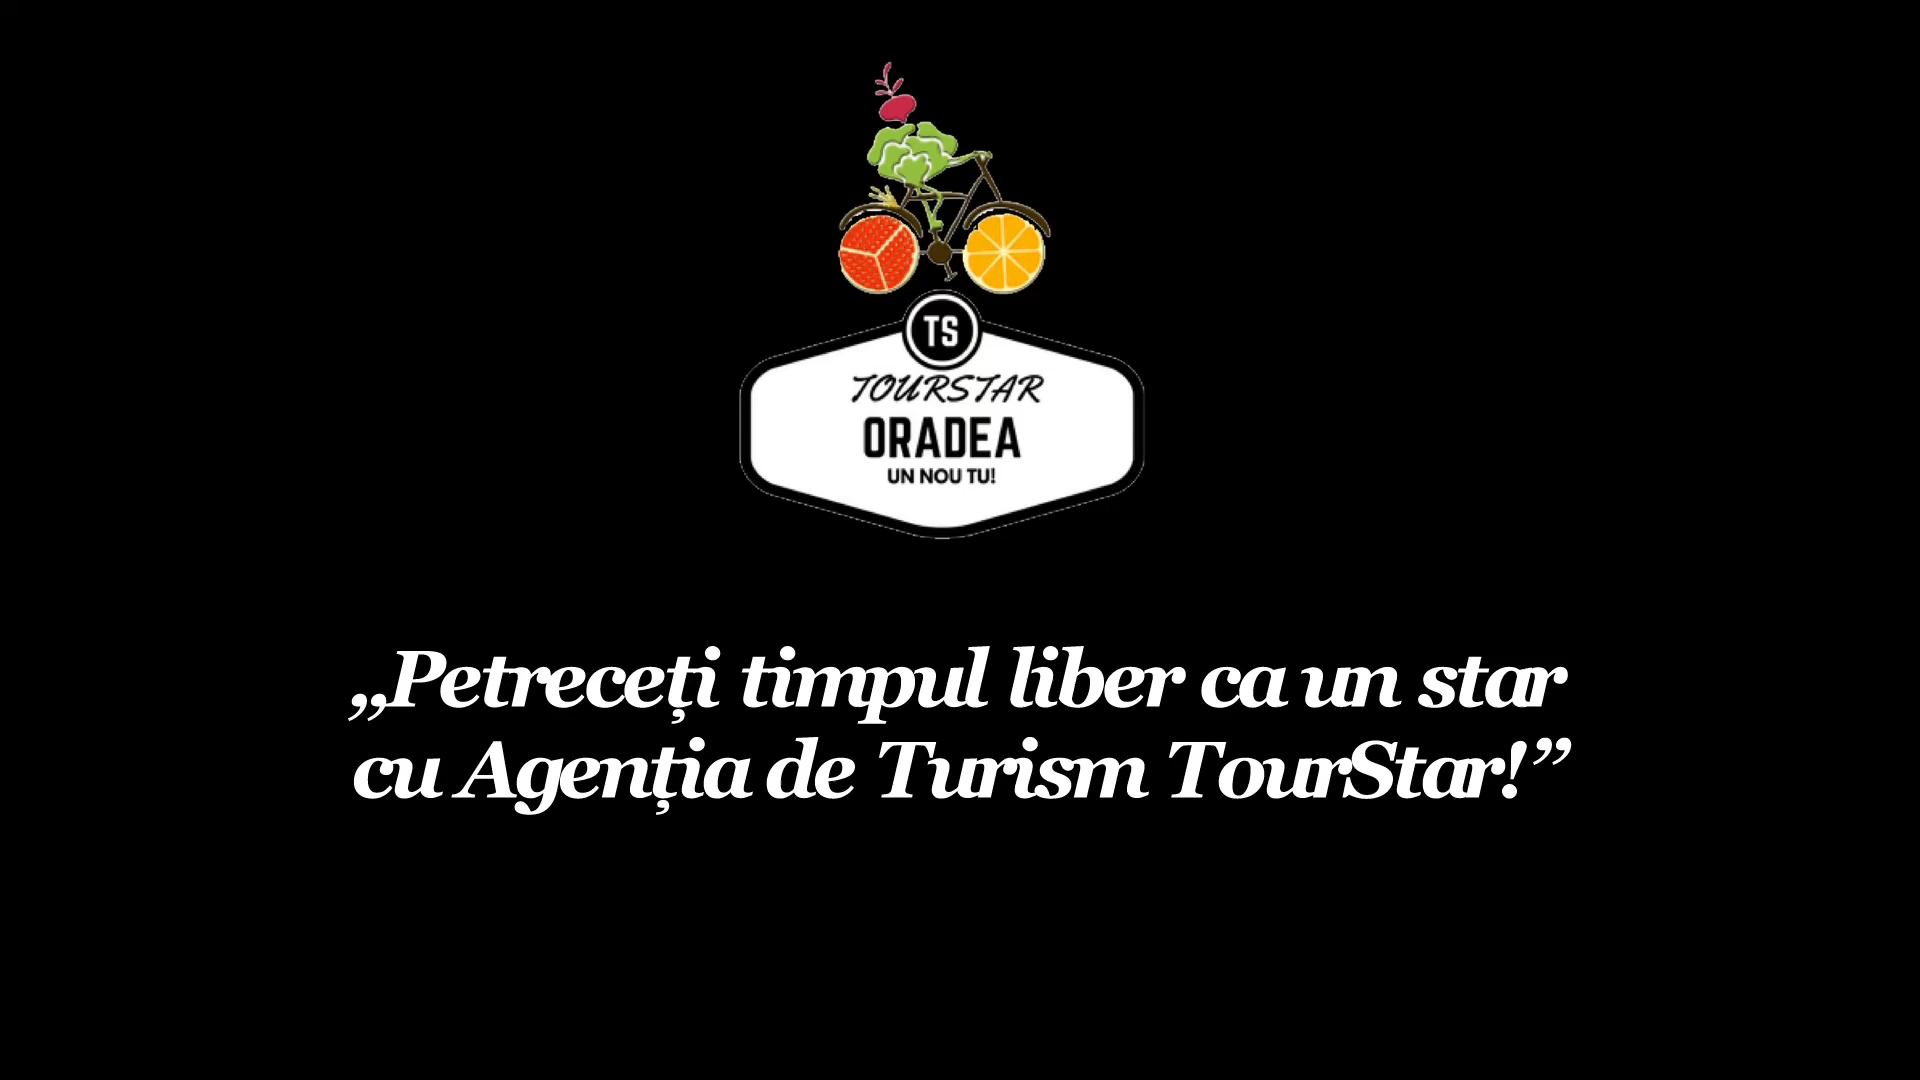 TS
TOURSTAR
ORADEA
UN NOU TU!
„Petreceți timpul liber ca un star
cu Agenția de Turism TourStar!”